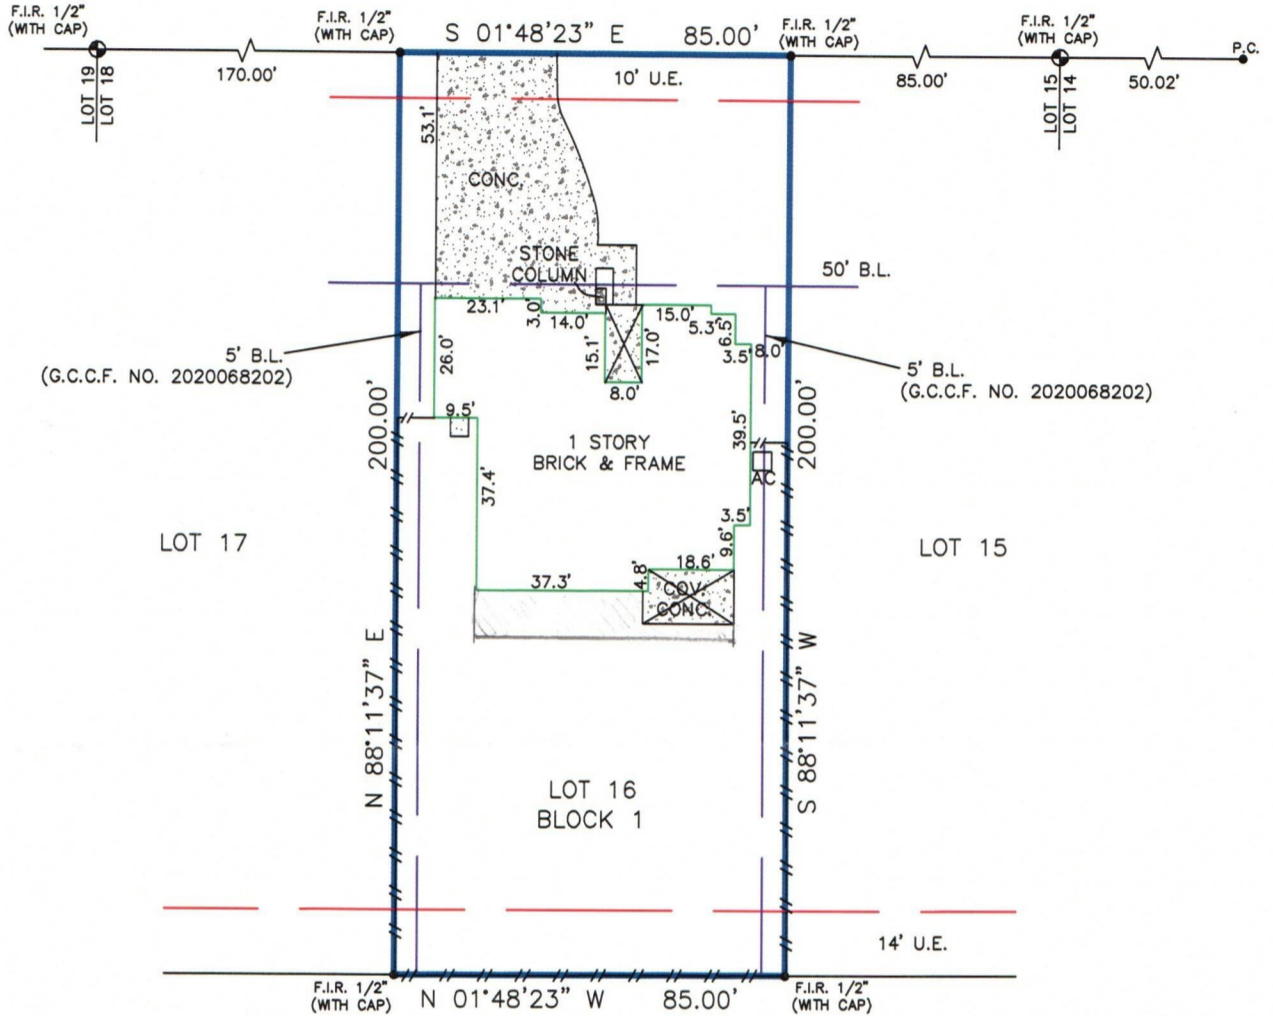 F.I.R. 1/2"
(WITH CAP)
F.I.R. 1/2"
(WITH CAP)
S 01°48'23" E 85.00'
F.I.R. 1/2"
(WITH CAP)
F.I.R. 1/2"
(WITH CAP)
P.C.
LOT 19
LOT 18
170.00'
10' U.E.
85.00'
LOT 15
LOT 14
50.02'
53.1'
CONC.
STONE
COLUMN
50' B.L.
23.1'
3.0'
14.0'
15.0'
5.3'
6.5'
3.5'
8.0'
5' B.L.
(G.C.C.F. NO. 2020068202)
26.0'
15.1'
17.0'
8.0'
5' B.L.
(G.C.C.F. NO. 2020068202)
200.00'
9.5'
1 STORY
BRICK & FRAME
39.5'
200.00'
AC
37.4'
3.5'
LOT 17
LOT 15
9.6'
37.3'
4.8'
18.6'
COV.
CONC.
N 88°11'37" E
S 88°11'37" W
LOT 16
BLOCK 1
14' U.E.
F.I.R. 1/2"
(WITH CAP)
N 01°48'23" W 85.00'
F.I.R. 1/2"
(WITH CAP)